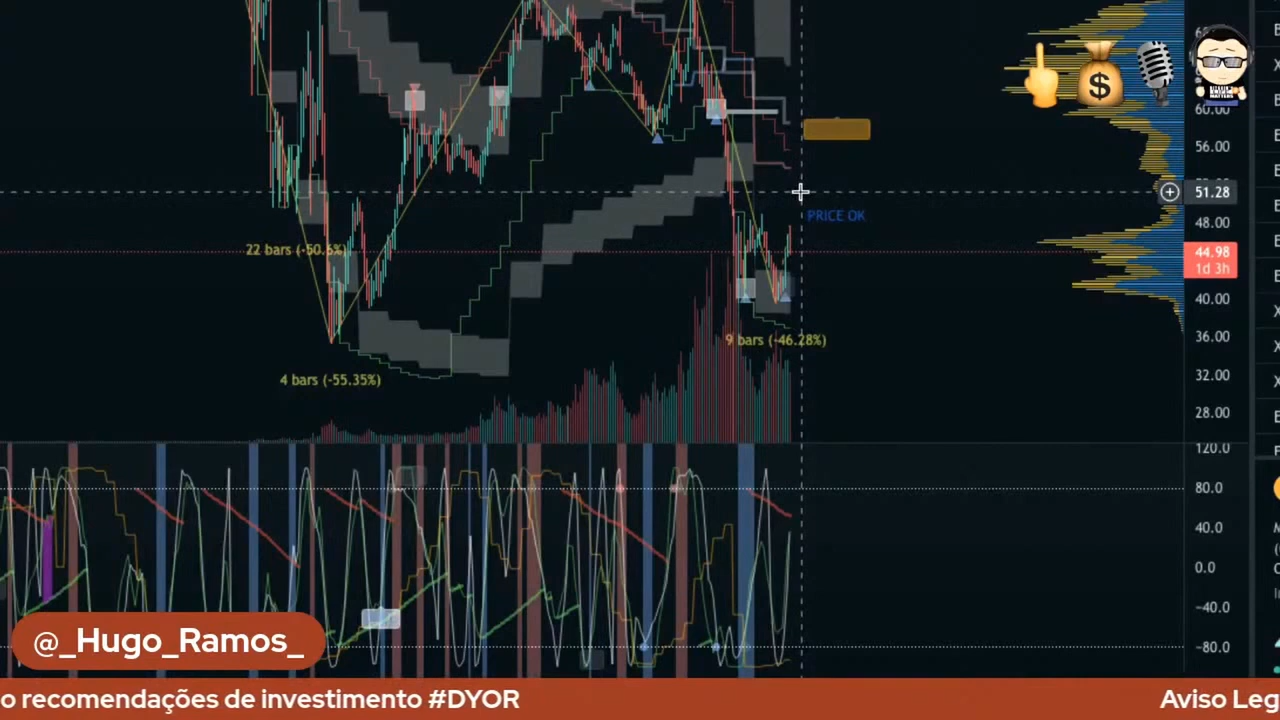 60.00
56.00
51.28
PRICE OK
48.00
22 bars (-50.6%)
44.98
1d 3h
40.00
36.00
9 bars (-46.28%)
32.00
4 bars (-55.35%)
28.00
120.0
80.0
40.0
0.0
−40.0
−80.0
@_Hugo_Ramos_
o recomendações de investimento #DYOR
Aviso Leg